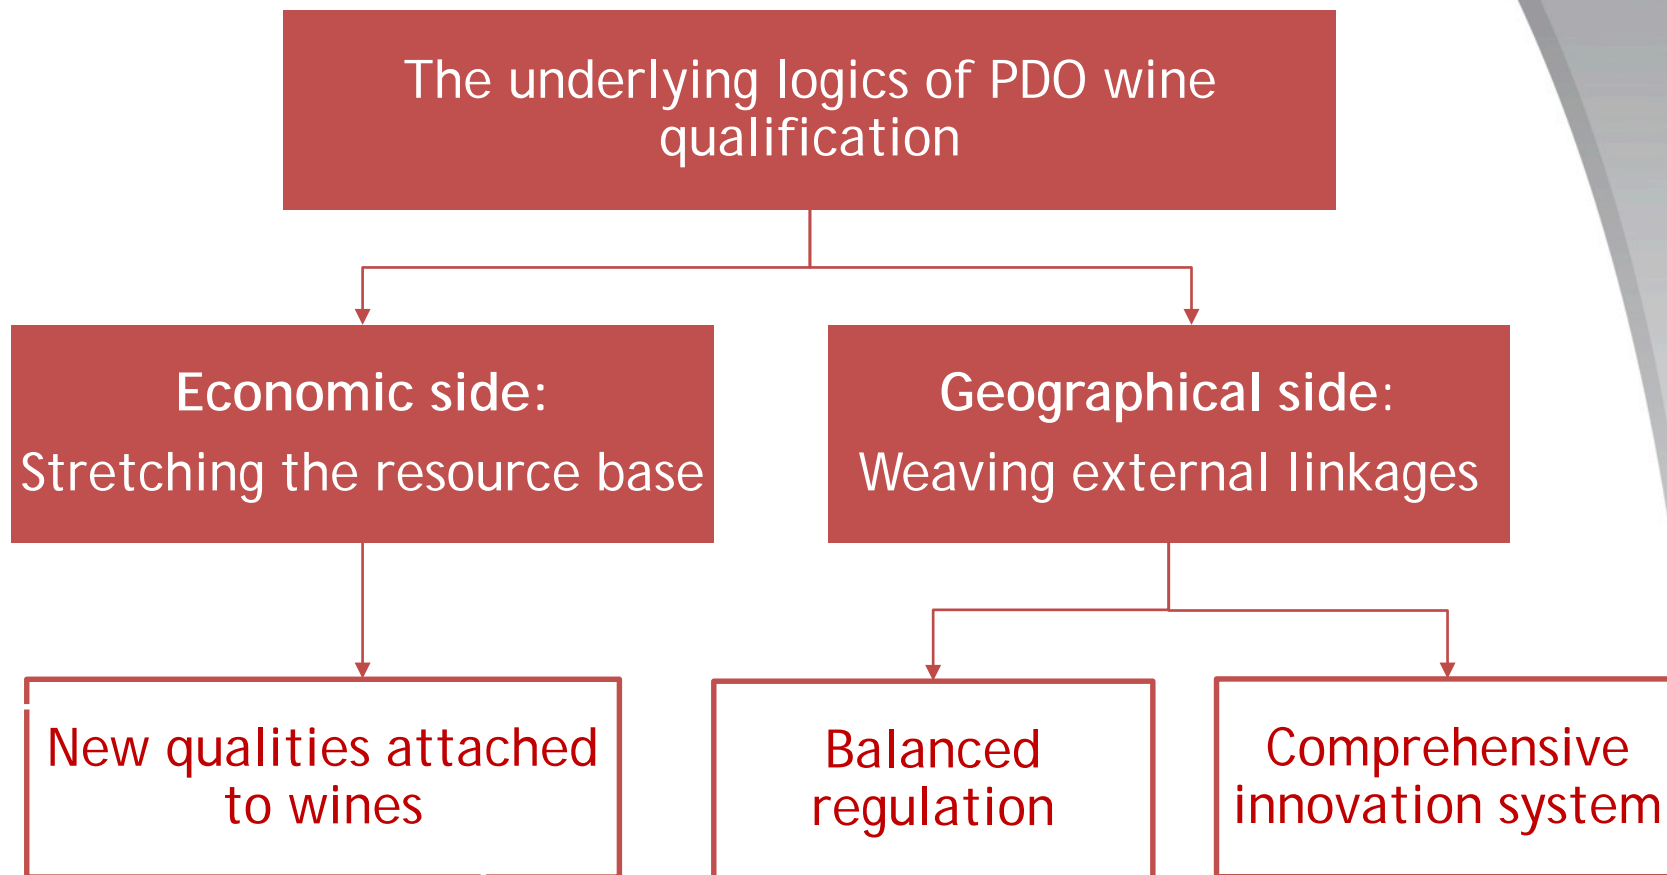 The underlying logics of PDO wine
qualification
Economic side:
Stretching the resource base
Geographical side:
Weaving external linkages
New qualities attached
to wines
Balanced
regulation
Comprehensive
innovation system